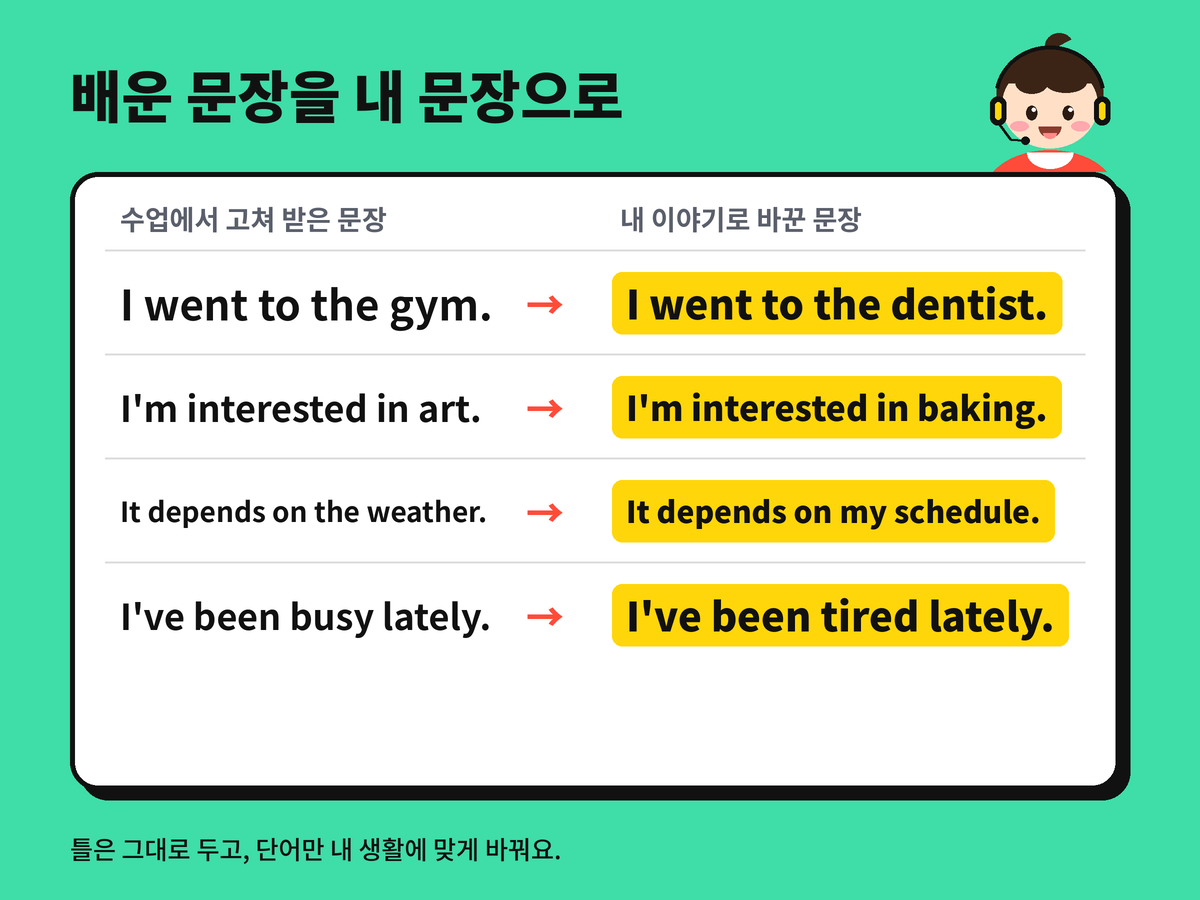 배운 문장을 내 문장으로
수업에서 고쳐 받은 문장 내 이야기로 바꾼 문장
I went to the gym. → I went to the dentist.
I'm interested in art. → I'm interested in baking.
It depends on the weather. → It depends on my schedule.
I've been busy lately. → I've been tired lately.
틀은 그대로 두고, 단어만 내 생활에 맞게 바꿔요.